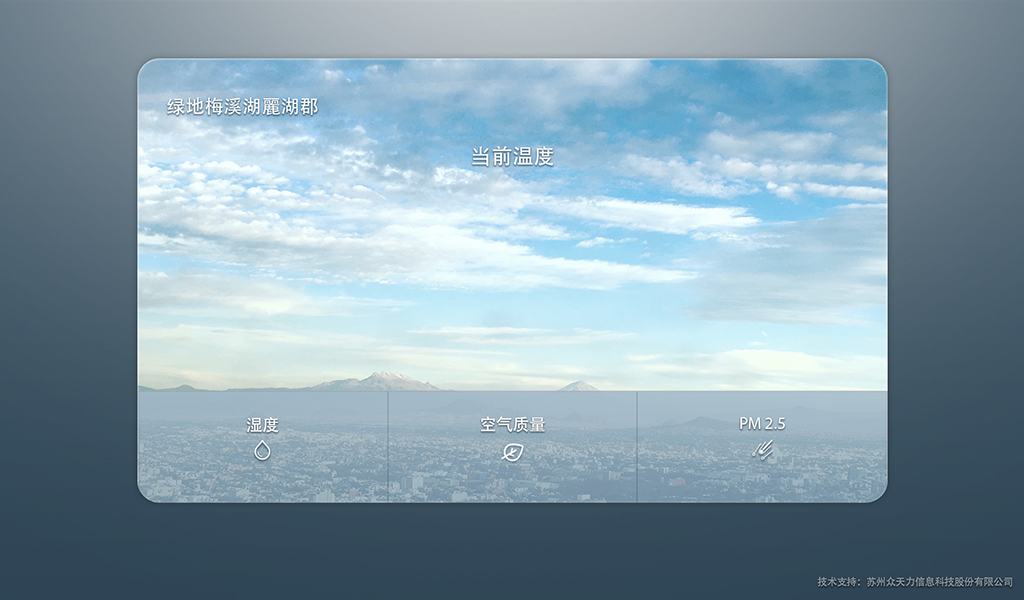 绿地梅溪湖麗湖郡
当前温度
湿度
空气质量
PM 2.5
技术支持：苏州众天力信息科技股份有限公司